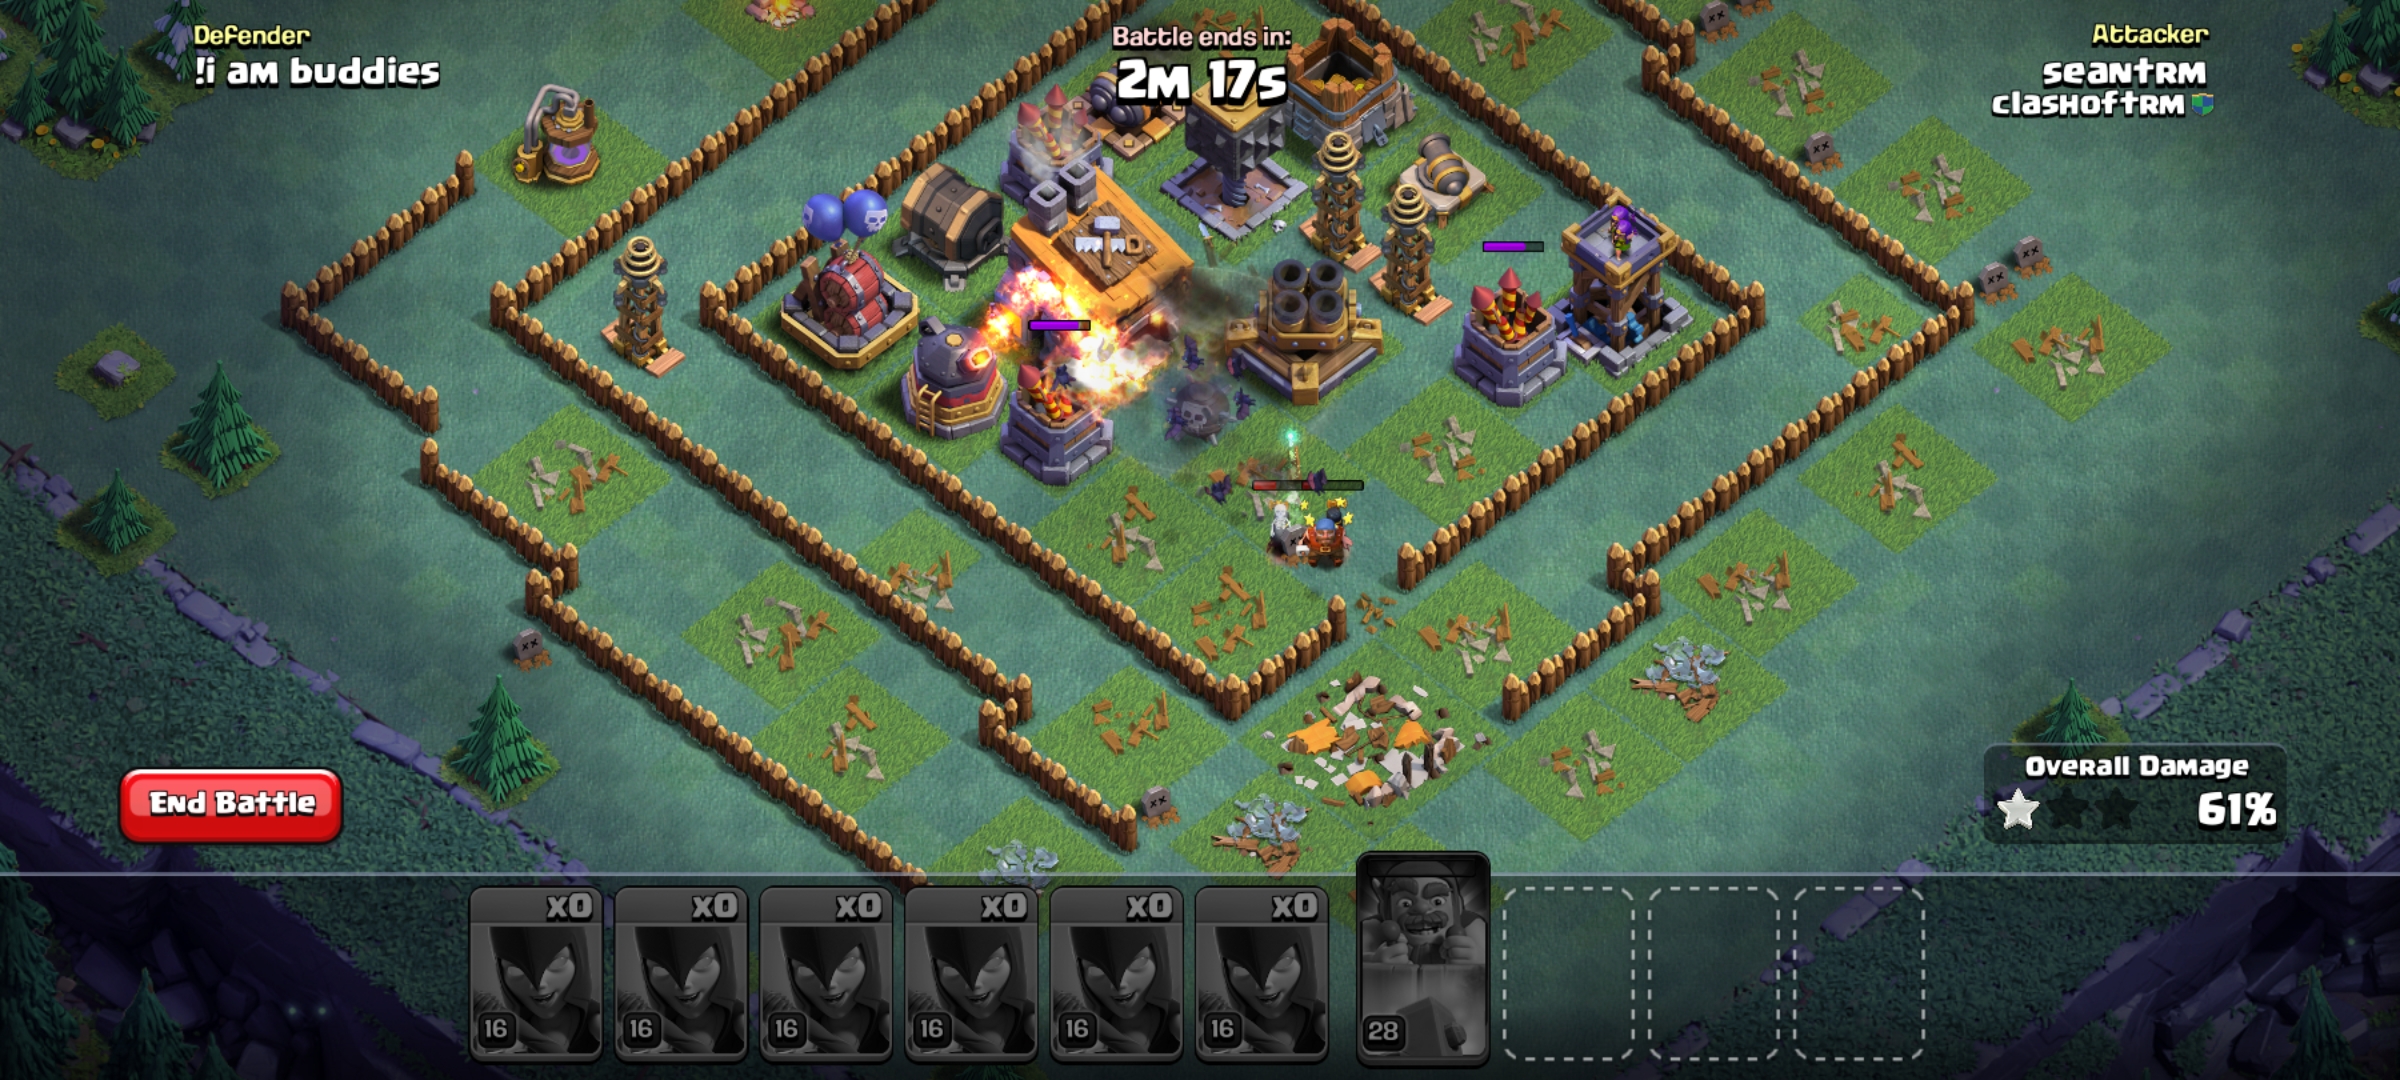 Defender
!i am buddies
Battle ends in:
2M 17s
Attacker
seantrm
clashoftrm
End Battle
Overall Damage
61%
x0
x0
x0
x0
x0
x0
16
16
16
16
16
16
28